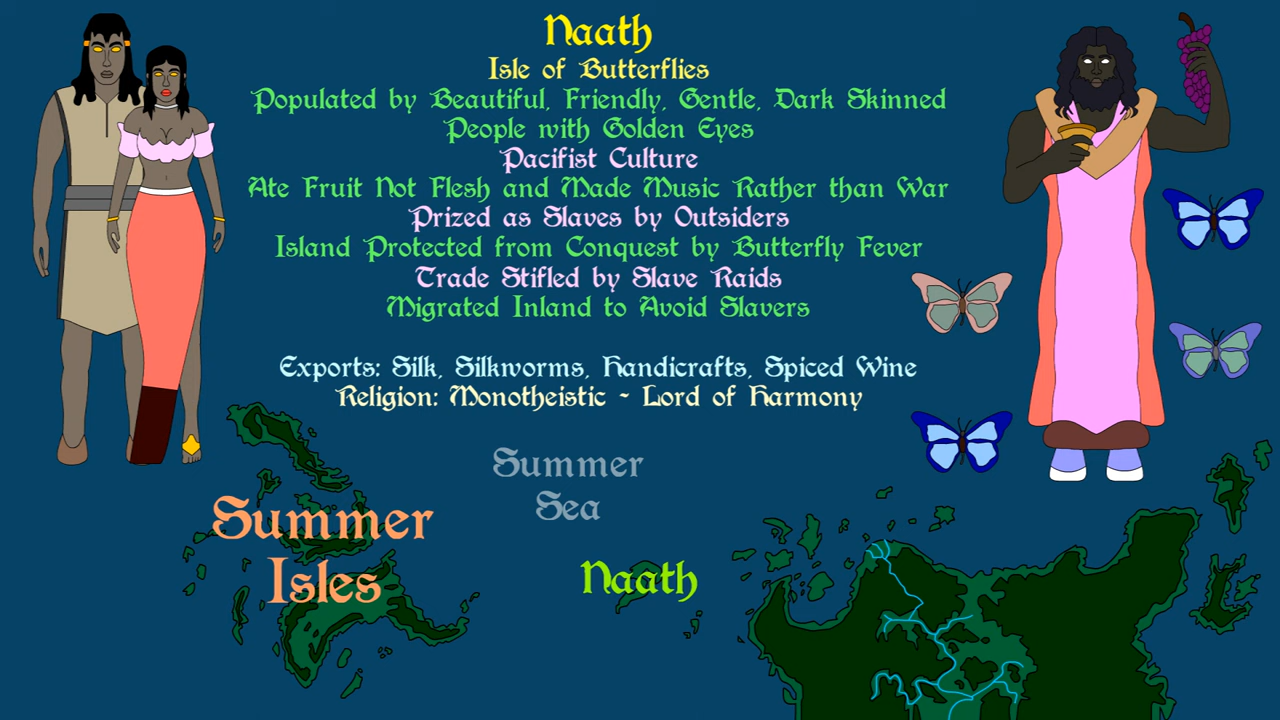 Naath
Isle of Butterflies
Populated by Beautiful, Friendly, Gentle, Dark Skinned
People with Golden Eyes
Pacifist Culture
Ate Fruit Not Flesh and Made Music Rather than War
Prized as Slaves by Outsiders
Island Protected from Conquest by Butterfly Fever
Trade Stifled by Slave Raids
Migrated Inland to Avoid Slavers
Exports: Silk, Silkworms, Handicrafts, Spiced Wine
Religion: Monotheistic - Lord of Harmony
Summer
Sea
Summer
Isles
Naath